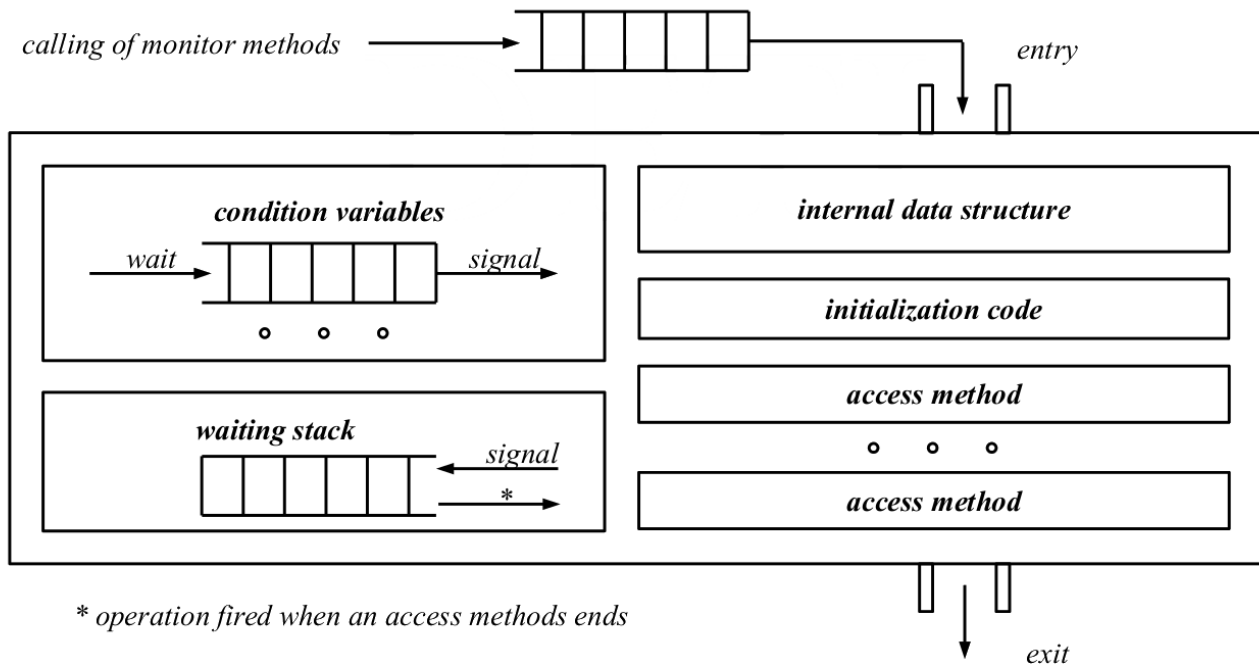 calling of monitor methods
entry
condition variables
wait
signal
internal data structure
initialization code
waiting stack
signal
*
access method
access method
* operation fired when an access methods ends
exit